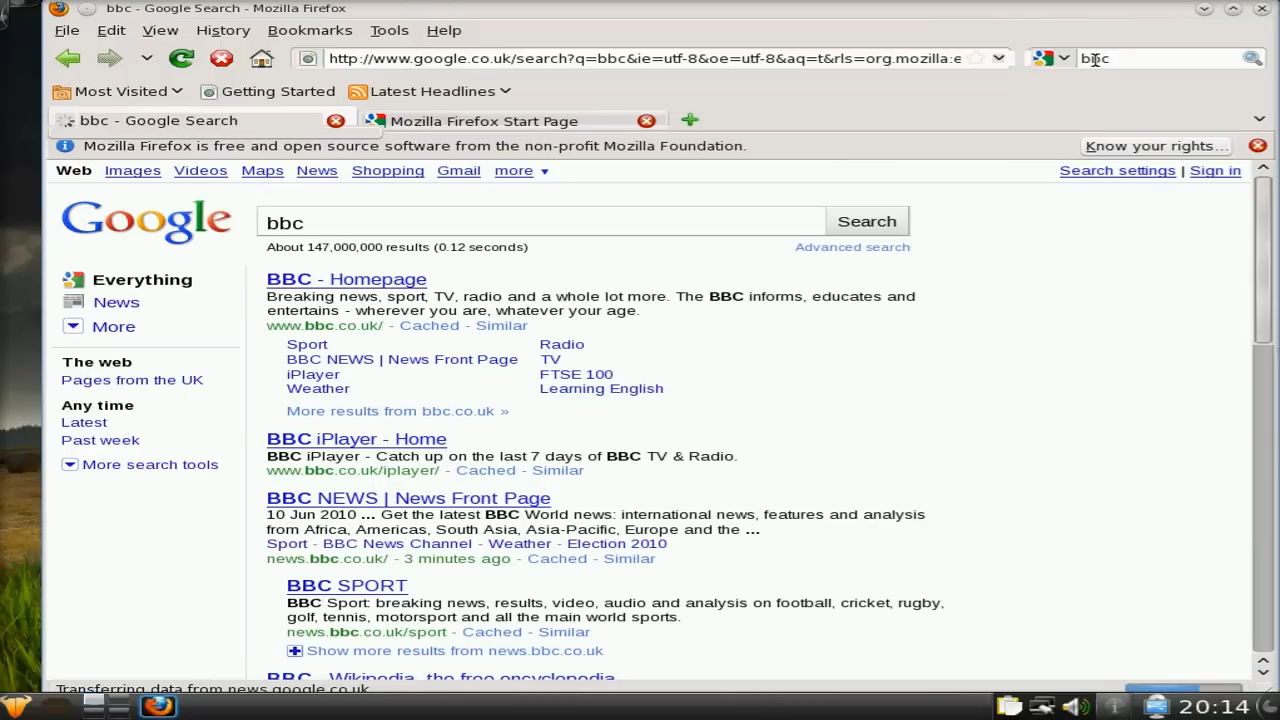 bbc - Google Search - Mozilla Firefox
File Edit View History Bookmarks Tools Help
http://www.google.co.uk/search?q=bbc&ie=utf-8&oe=utf-8&aq=t&rls=org.mozilla:e
Most Visited Getting Started Latest Headlines
bbc - Google Search Mozilla Firefox Start Page
Mozilla Firefox is free and open source software from the non-profit Mozilla Foundation. Know your rights...
Web Images Videos Maps News Shopping Gmail more Search settings | Sign in
Google bbc Search
About 147,000,000 results (0.12 seconds) Advanced search
Everything
News
More
The web
Pages from the UK
Any time
Latest
Past week
More search tools
BBC - Homepage
Breaking news, sport, TV, radio and a whole lot more. The BBC informs, educates and
entertains - wherever you are, whatever your age.
www.bbc.co.uk/ - Cached - Similar
Sport Radio
BBC NEWS | News Front Page TV
iPlayer FTSE 100
Weather Learning English
More results from bbc.co.uk »
BBC iPlayer - Home
BBC iPlayer - Catch up on the last 7 days of BBC TV & Radio.
www.bbc.co.uk/iplayer/ - Cached - Similar
BBC NEWS | News Front Page
10 Jun 2010 ... Get the latest BBC World news: international news, features and analysis
from Africa, Americas, South Asia, Asia-Pacific, Europe and the ...
Sport - BBC News Channel - Weather - Election 2010
news.bbc.co.uk/ - 3 minutes ago - Cached - Similar
BBC SPORT
BBC Sport: breaking news, results, video, audio and analysis on football, cricket, rugby,
golf, tennis, motorsport and all the main world sports.
news.bbc.co.uk/sport - Cached - Similar
Show more results from news.bbc.co.uk
BBC - Wikipedia, the free encyclopedia
Transferring data from news.google.co.uk
20:14